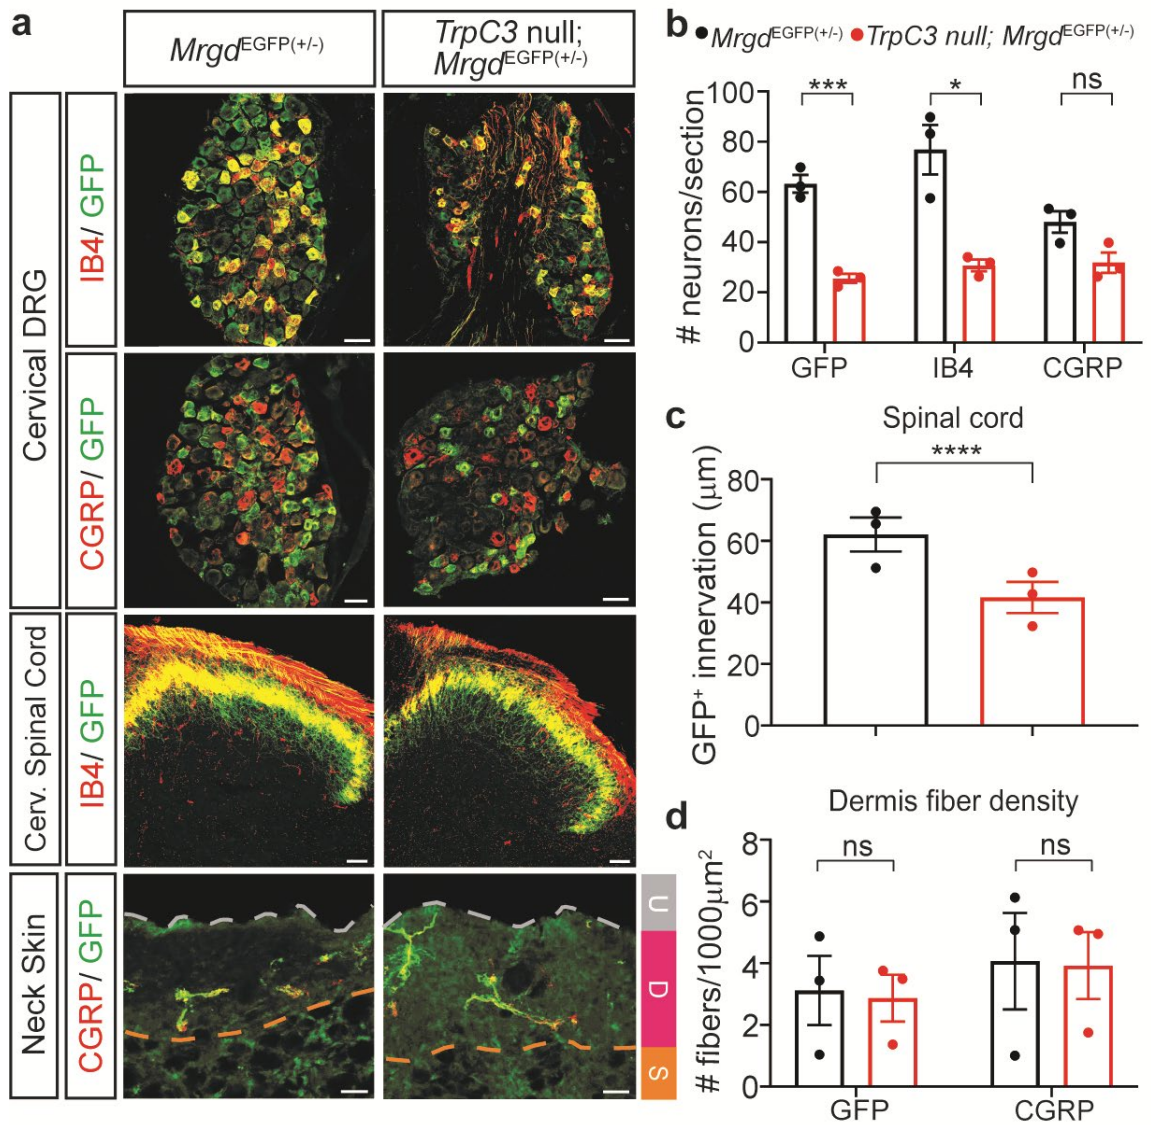 a
Mrgd^EGFP(+/-)
TrpC3 null;
Mrgd^EGFP(+/-)
Cervical DRG
IB4/ GFP
CGRP/ GFP
Cerv. Spinal Cord
IB4/ GFP
Neck Skin
CGRP/ GFP
U
D
S
b
Mrgd^EGFP(+/-) TrpC3 null; Mrgd^EGFP(+/-)
# neurons/section
100
80
60
40
20
0
*** * ns
GFP IB4 CGRP
c
Spinal cord
****
GFP⁺ innervation (μm)
80
60
40
20
0
d
Dermis fiber density
# fibers/1000μm²
8
6
4
2
0
ns ns
GFP CGRP